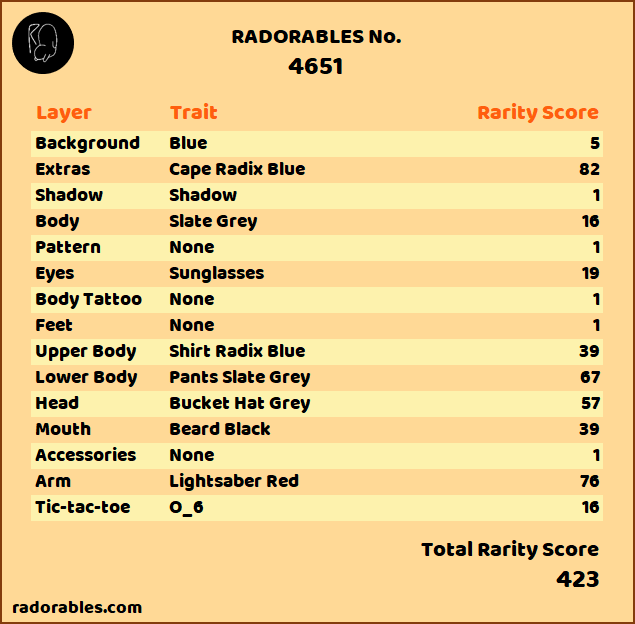 RADORABLES No.
4651
Layer Trait Rarity Score
Background Blue 5
Extras Cape Radix Blue 82
Shadow Shadow 1
Body Slate Grey 16
Pattern None 1
Eyes Sunglasses 19
Body Tattoo None 1
Feet None 1
Upper Body Shirt Radix Blue 39
Lower Body Pants Slate Grey 67
Head Bucket Hat Grey 57
Mouth Beard Black 39
Accessories None 1
Arm Lightsaber Red 76
Tic-tac-toe O_6 16
Total Rarity Score
423
radorables.com